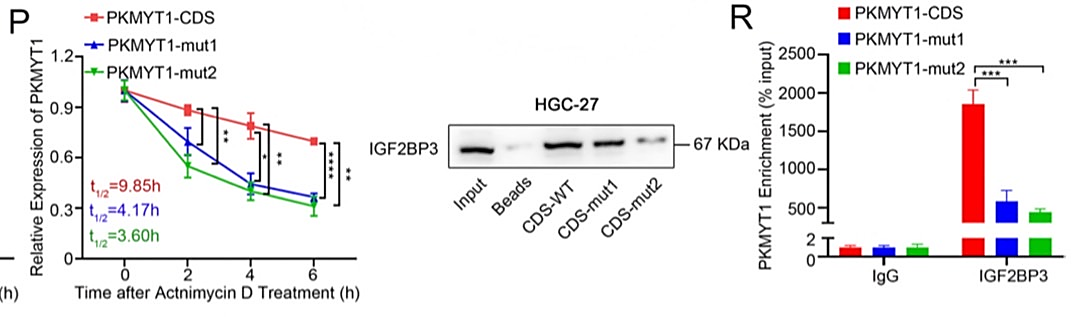 P
PKMYT1-CDS
PKMYT1-mut1
PKMYT1-mut2
Relative Expression of PKMYT1
1.2
0.9
0.6
0.3
0
**
*
**
****
**
t1/2=9.85h
t1/2=4.17h
t1/2=3.60h
0 2 4 6
Time after Actnimycin D Treatment (h)
(h)
HGC-27
IGF2BP3
67 KDa
Input
Beads
CDS-WT
CDS-mut1
CDS-mut2
R
PKMYT1-CDS
PKMYT1-mut1
PKMYT1-mut2
PKMYT1 Enrichment (% input)
2500
2000
1500
1000
500
2
0
***
***
IgG IGF2BP3